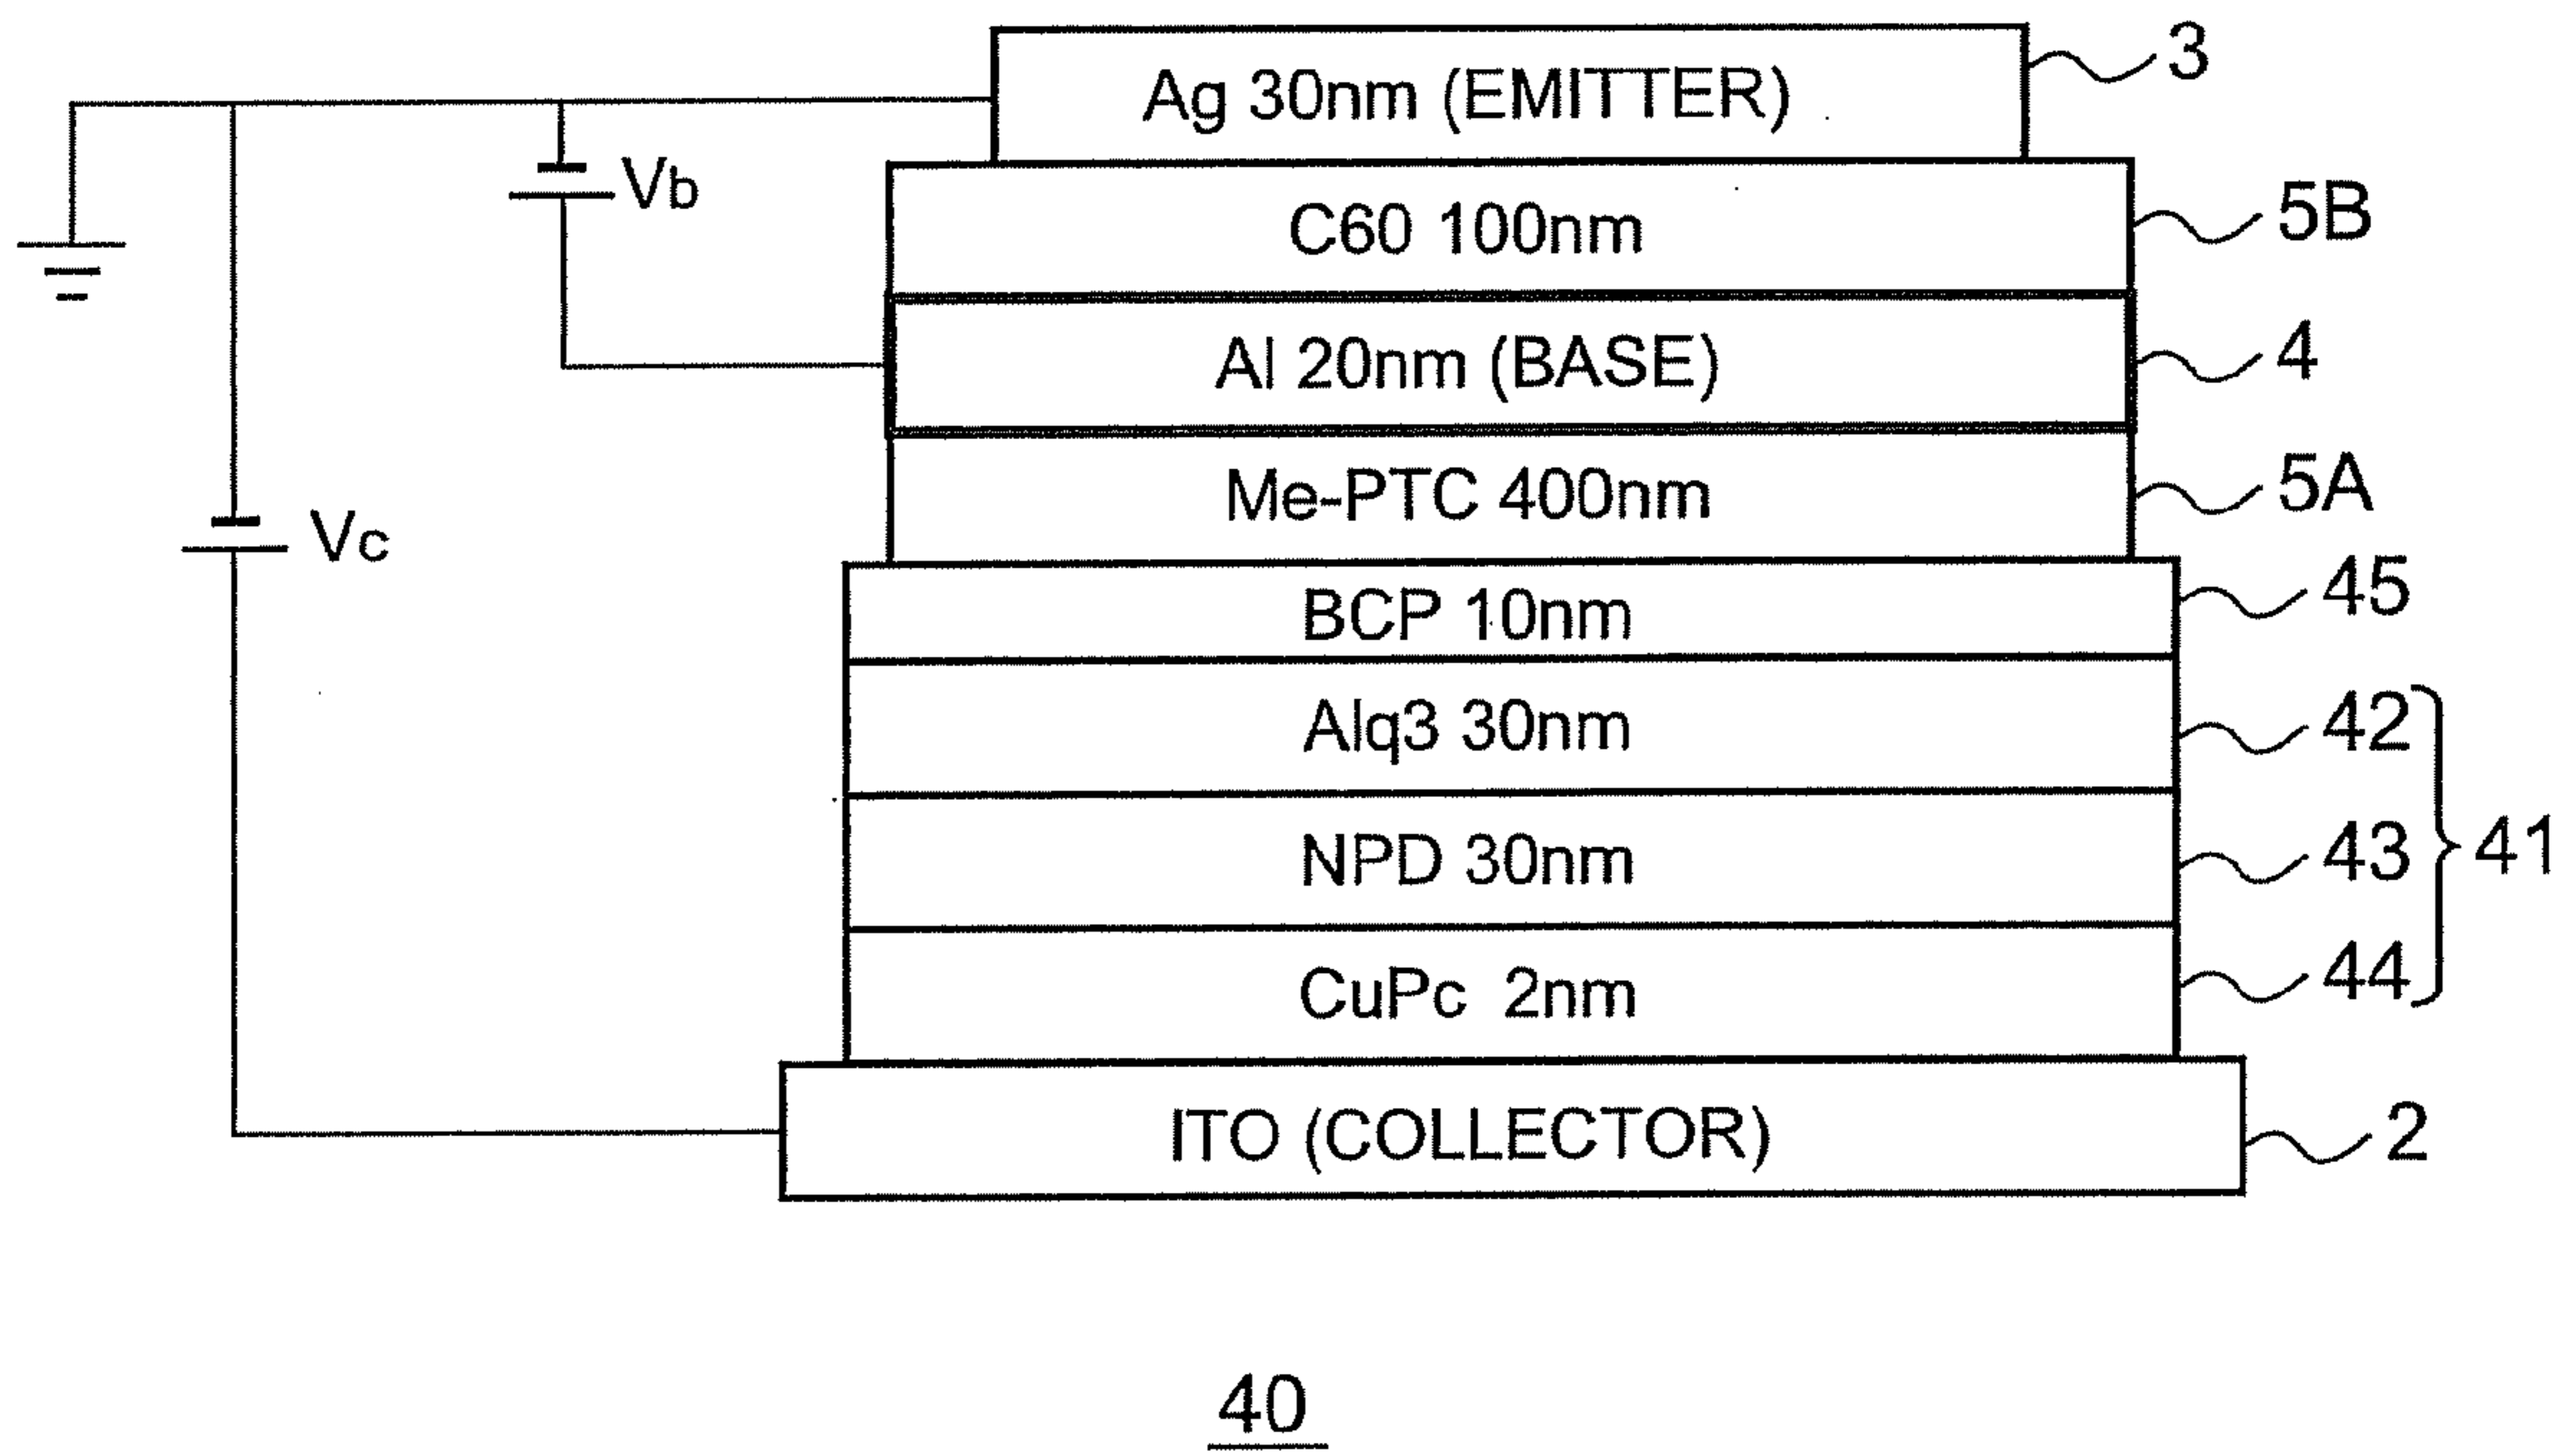 Ag 30nm (EMITTER) 3
Vb
C60 100nm 5B
Al 20nm (BASE) 4
Me-PTC 400nm 5A
Vc
BCP 10nm 45
Alq3 30nm 42
NPD 30nm 43
41
CuPc 2nm 44
ITO (COLLECTOR) 2
40